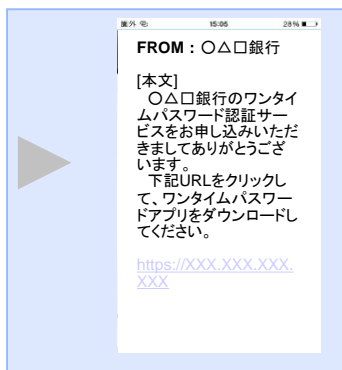 圏外
15:05
28%
FROM：〇△□銀行
[本文]
　〇△□銀行のワンタイ
ムパスワード認証サー
ビスをお申し込みいただ
きましてありがとうござ
います。
　下記URLをクリックし
て、ワンタイムパスワー
ドアプリをダウンロードし
てください。
https://XXX.XXX.XXX.
XXX